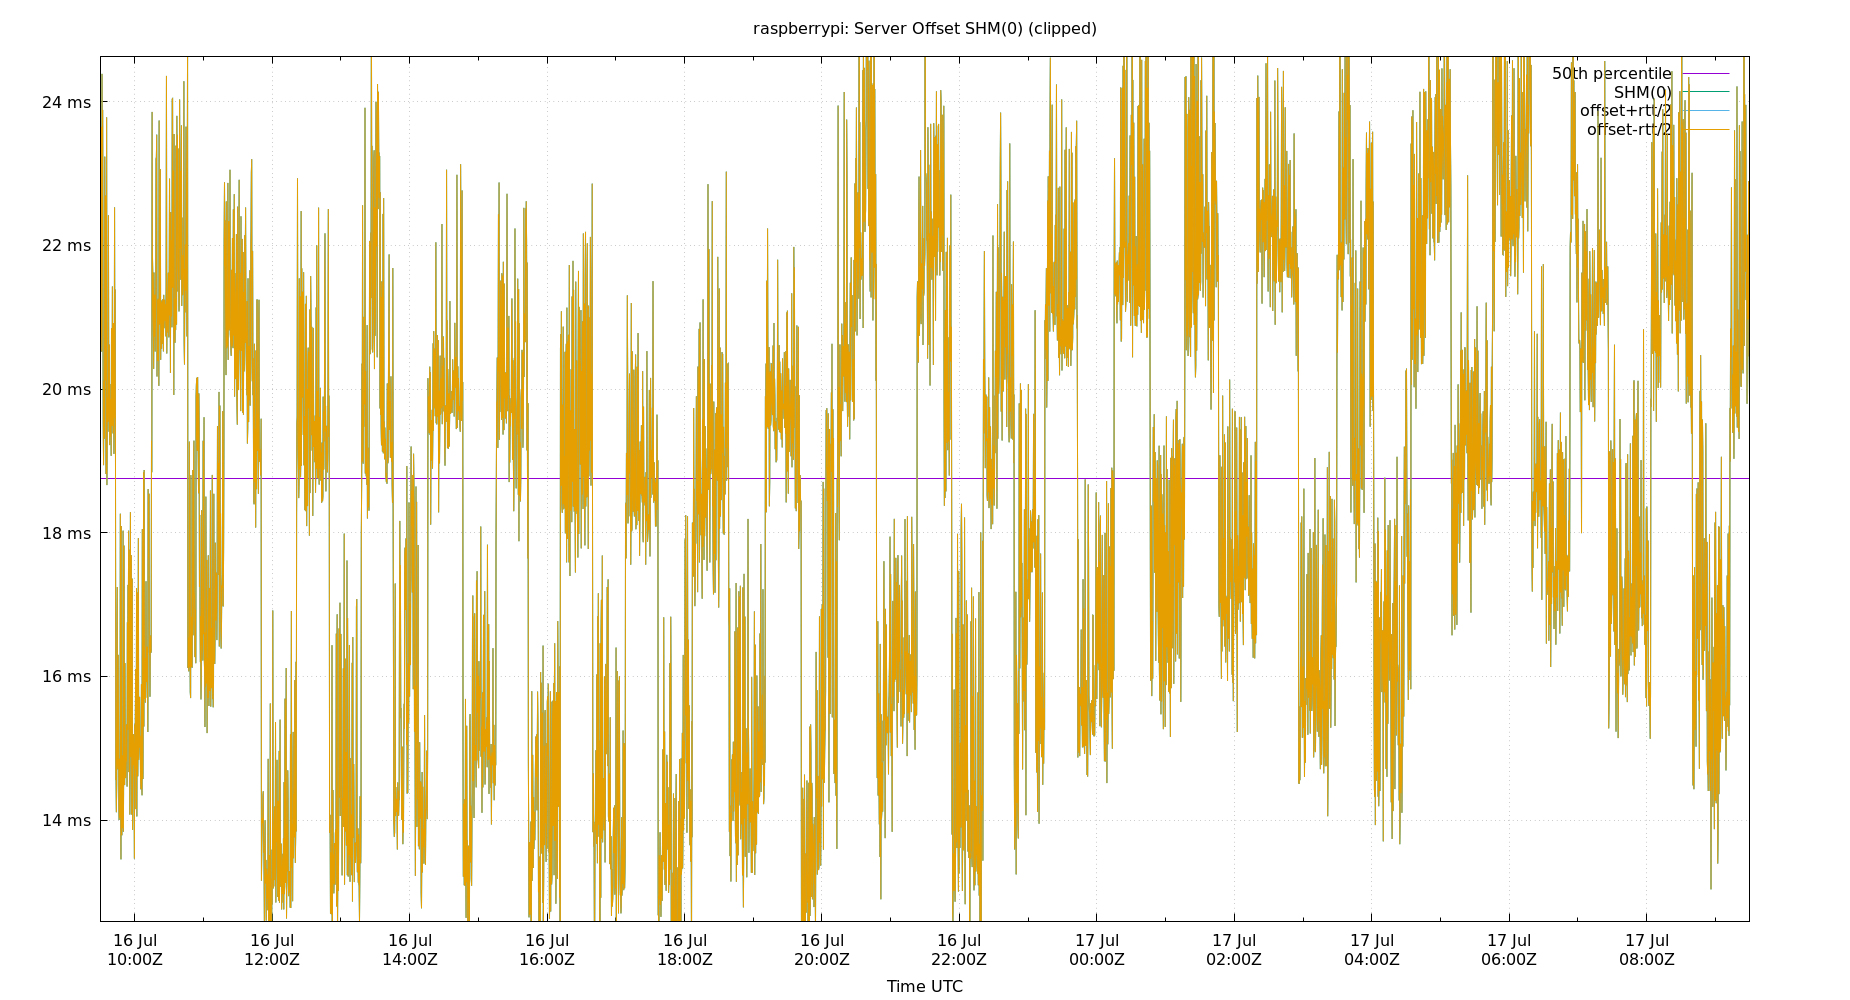 raspberrypi: Server Offset SHM(0) (clipped)
50th percentile
SHM(0)
offset+rtt/2
offset-rtt/2
24 ms
22 ms
20 ms
18 ms
16 ms
14 ms
16 Jul 16 Jul 16 Jul 16 Jul 16 Jul 16 Jul 16 Jul 17 Jul 17 Jul 17 Jul 17 Jul 17 Jul
10:00Z 12:00Z 14:00Z 16:00Z 18:00Z 20:00Z 22:00Z 00:00Z 02:00Z 04:00Z 06:00Z 08:00Z
Time UTC